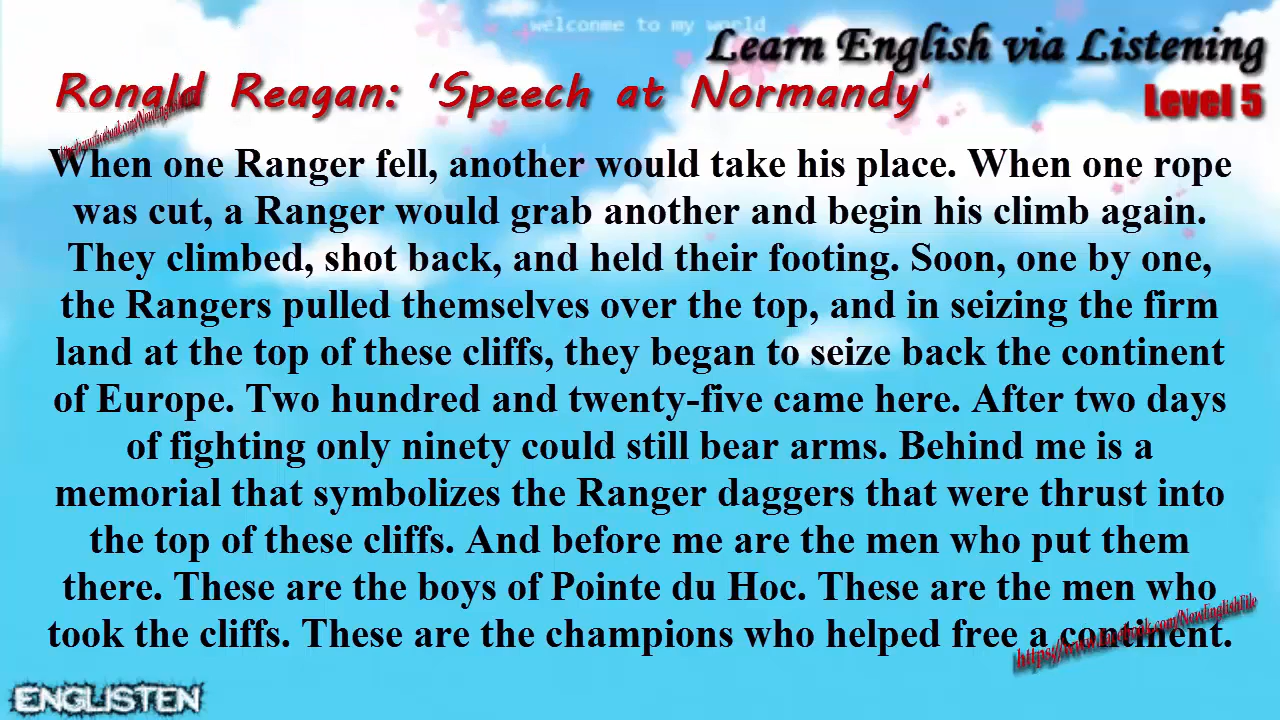 welconme to my world
Learn English via Listening
Ronald Reagan: 'Speech at Normandy'
Level 5
When one Ranger fell, another would take his place. When one rope
was cut, a Ranger would grab another and begin his climb again.
They climbed, shot back, and held their footing. Soon, one by one,
the Rangers pulled themselves over the top, and in seizing the firm
land at the top of these cliffs, they began to seize back the continent
of Europe. Two hundred and twenty-five came here. After two days
of fighting only ninety could still bear arms. Behind me is a
memorial that symbolizes the Ranger daggers that were thrust into
the top of these cliffs. And before me are the men who put them
there. These are the boys of Pointe du Hoc. These are the men who
took the cliffs. These are the champions who helped free a continent.
https://www.facebook.com/NewEnglishFile
ENGLISTEN